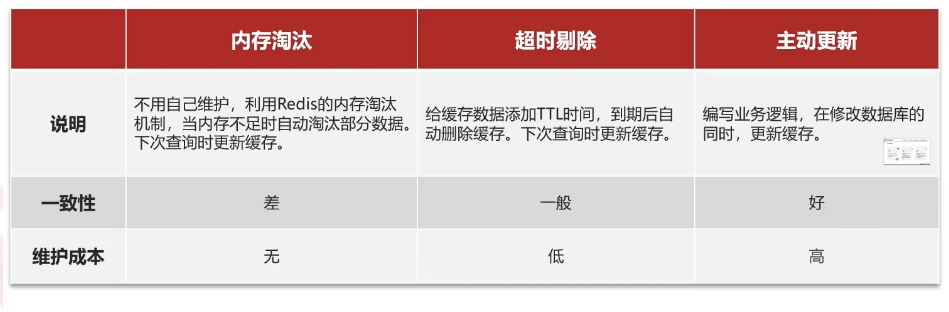 内存淘汰 超时剔除 主动更新
说明
不用自己维护，利用Redis的内存淘汰
机制，当内存不足时自动淘汰部分数据。
下次查询时更新缓存。
给缓存数据添加TTL时间，到期后自
动删除缓存。下次查询时更新缓存。
编写业务逻辑，在修改数据库的
同时，更新缓存。
一致性 差 一般 好
维护成本 无 低 高